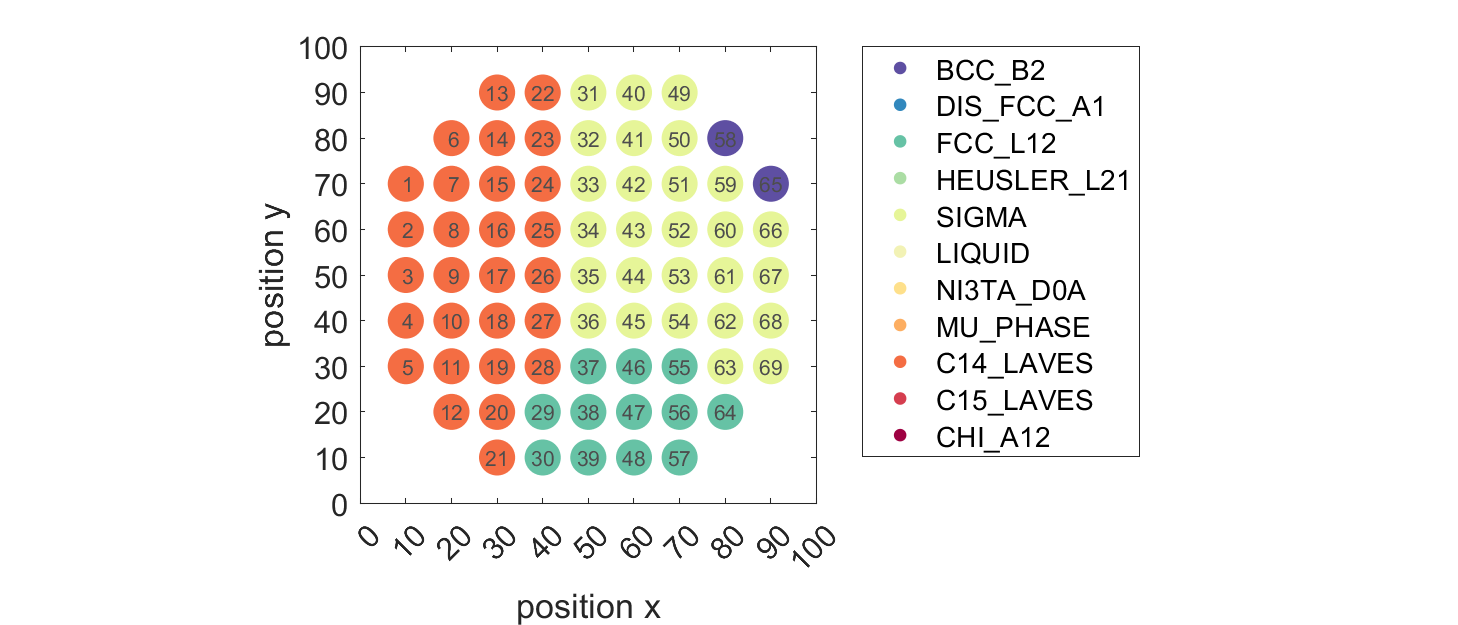 100
90
80
70
60
50
40
30
20
10
0
position y
13 22 31 40 49
6 14 23 32 41 50 58
1 7 15 24 33 42 51 59 65
2 8 16 25 34 43 52 60 66
3 9 17 26 35 44 53 61 67
4 10 18 27 36 45 54 62 68
5 11 19 28 37 46 55 63 69
12 20 29 38 47 56 64
21 30 39 48 57
0 10 20 30 40 50 60 70 80 90 100
position x
BCC_B2
DIS_FCC_A1
FCC_L12
HEUSLER_L21
SIGMA
LIQUID
NI3TA_D0A
MU_PHASE
C14_LAVES
C15_LAVES
CHI_A12